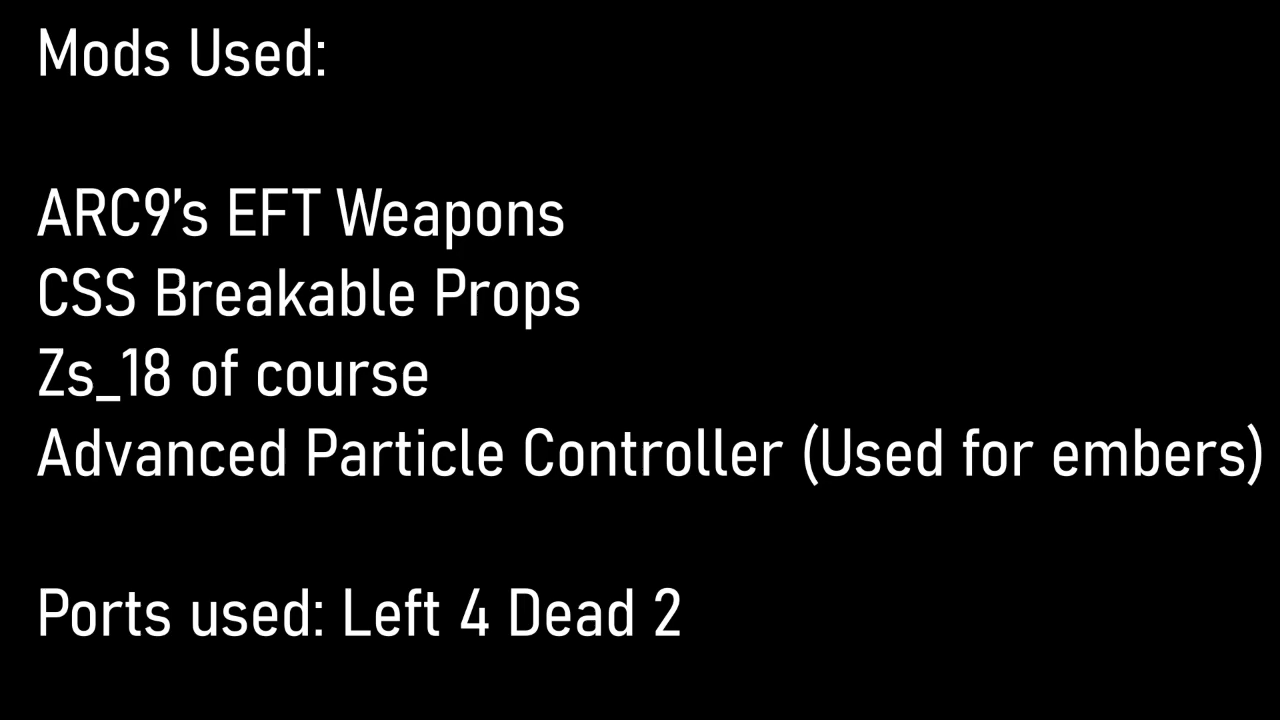 Mods Used:
ARC9's EFT Weapons
CSS Breakable Props
Zs_18 of course
Advanced Particle Controller (Used for embers)
Ports used: Left 4 Dead 2